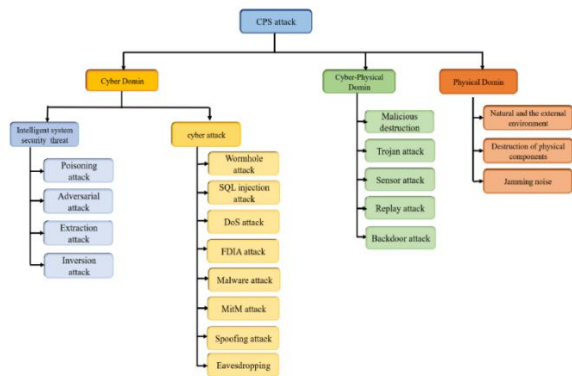 CPS attack
Cyber Domin
Cyber-Physical
Domin
Physical Domin
Intelligent system
security threat
Poisoning
attack
Adversarial
attack
Extraction
attack
Inversion
attack
cyber attack
Wormhole
attack
SQL injection
attack
DoS attack
FDIA attack
Malware attack
MitM attack
Spoofing attack
Eavesdropping
Malicious
destruction
Trojan attack
Sensor attack
Replay attack
Backdoor attack
Natural and the external
environment
Destruction of physical
components
Jamming noise